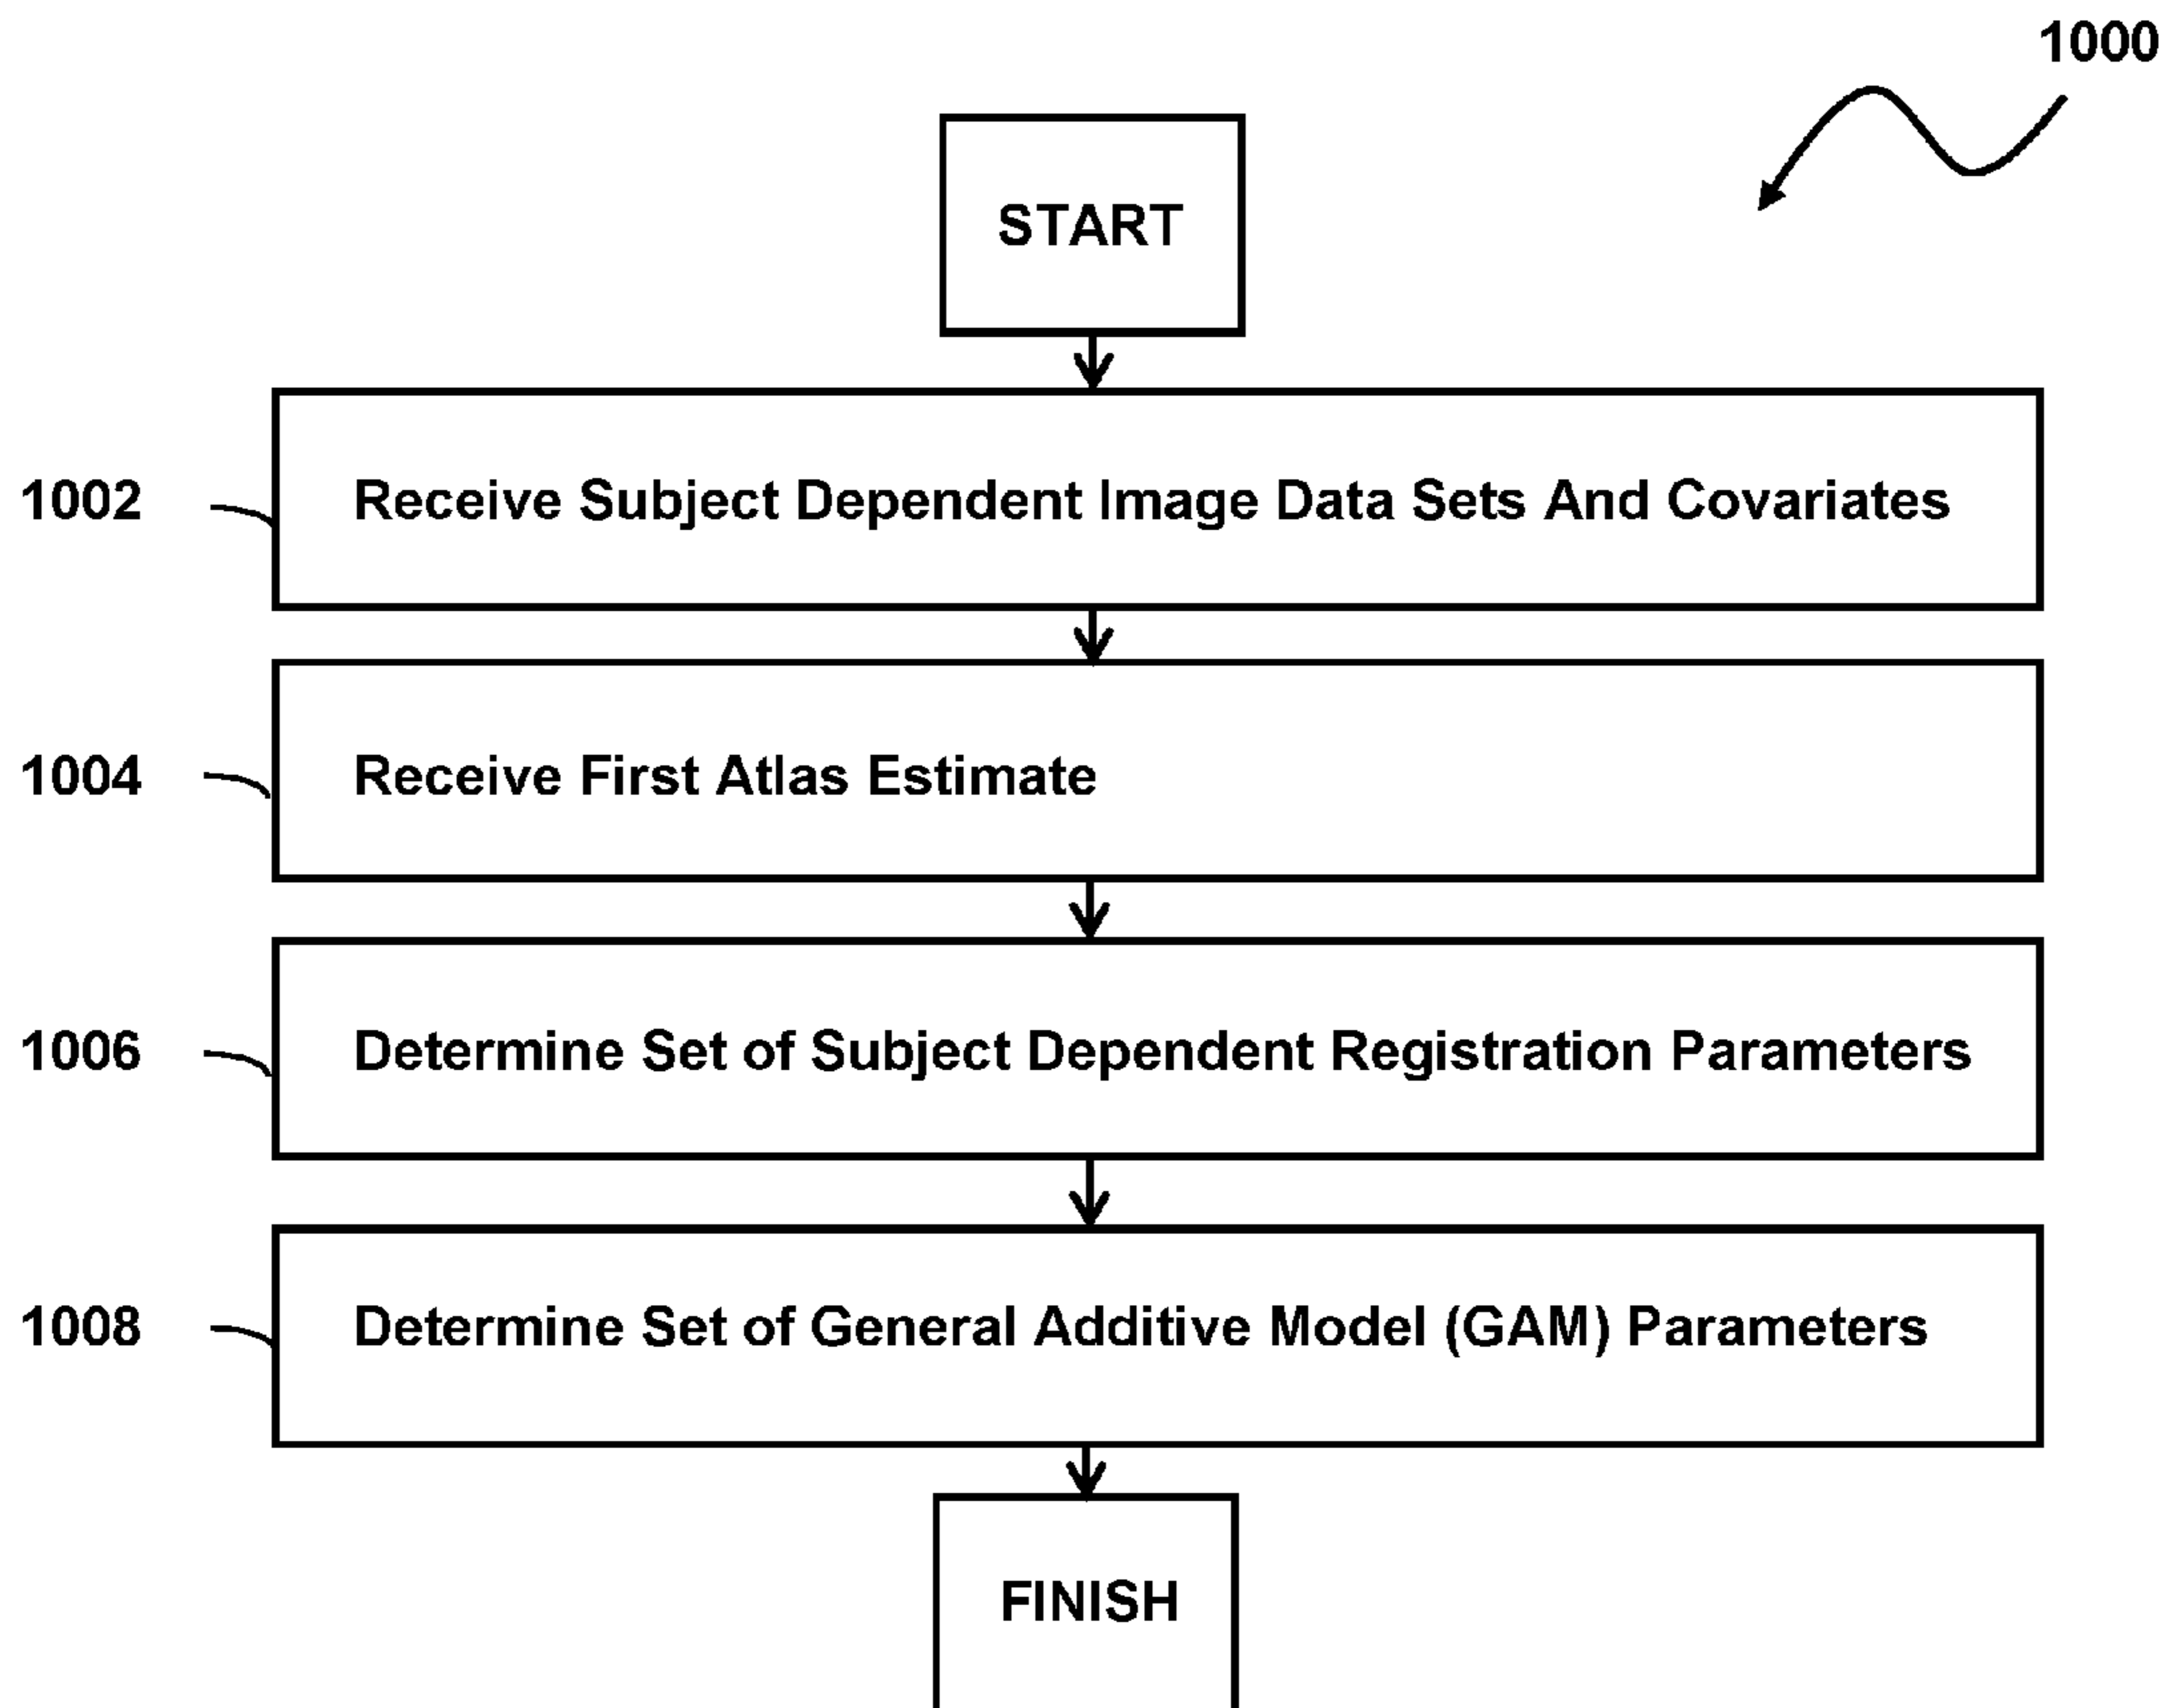 1000
START
1002 Receive Subject Dependent Image Data Sets And Covariates
1004 Receive First Atlas Estimate
1006 Determine Set of Subject Dependent Registration Parameters
1008 Determine Set of General Additive Model (GAM) Parameters
FINISH